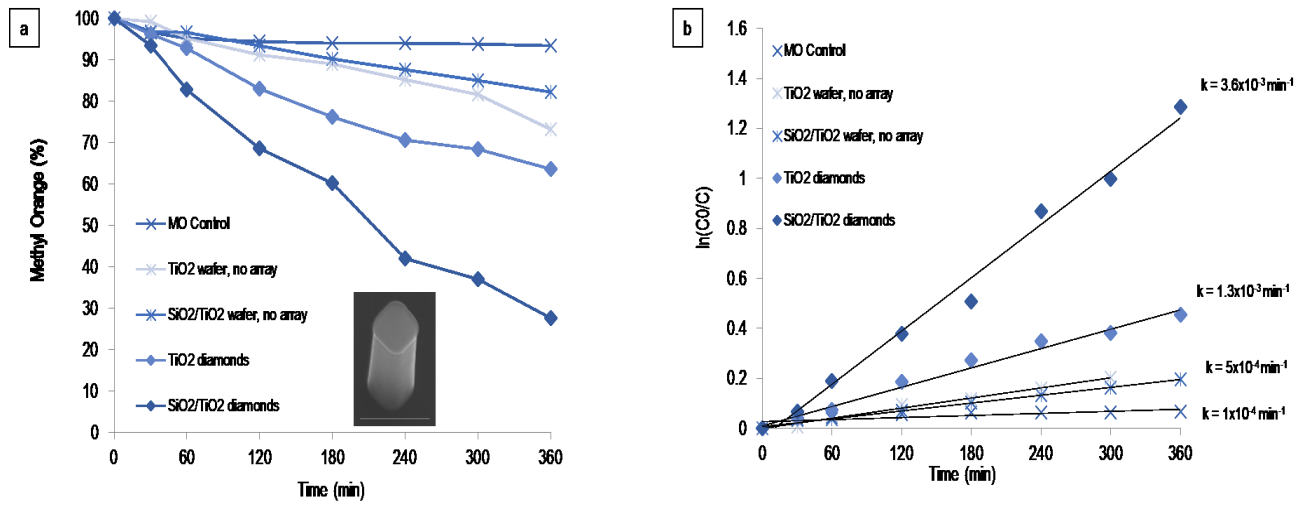 a
100
90
80
70
60
50
40
30
20
10
0
Methyl Orange (%)
0 60 120 180 240 300 360
Time (min)
MO Control
TiO2 wafer, no array
SiO2/TiO2 wafer, no array
TiO2 diamonds
SiO2/TiO2 diamonds
b
1.6
1.4
1.2
1
0.8
0.6
0.4
0.2
0
ln(C0/C)
0 60 120 180 240 300 360
Time (min)
MO Control
TiO2 wafer, no array
SiO2/TiO2 wafer, no array
TiO2 diamonds
SiO2/TiO2 diamonds
k = 3.6x10⁻³ min⁻¹
k = 1.3x10⁻³ min⁻¹
k = 5x10⁻⁴ min⁻¹
k = 1x10⁻⁴ min⁻¹